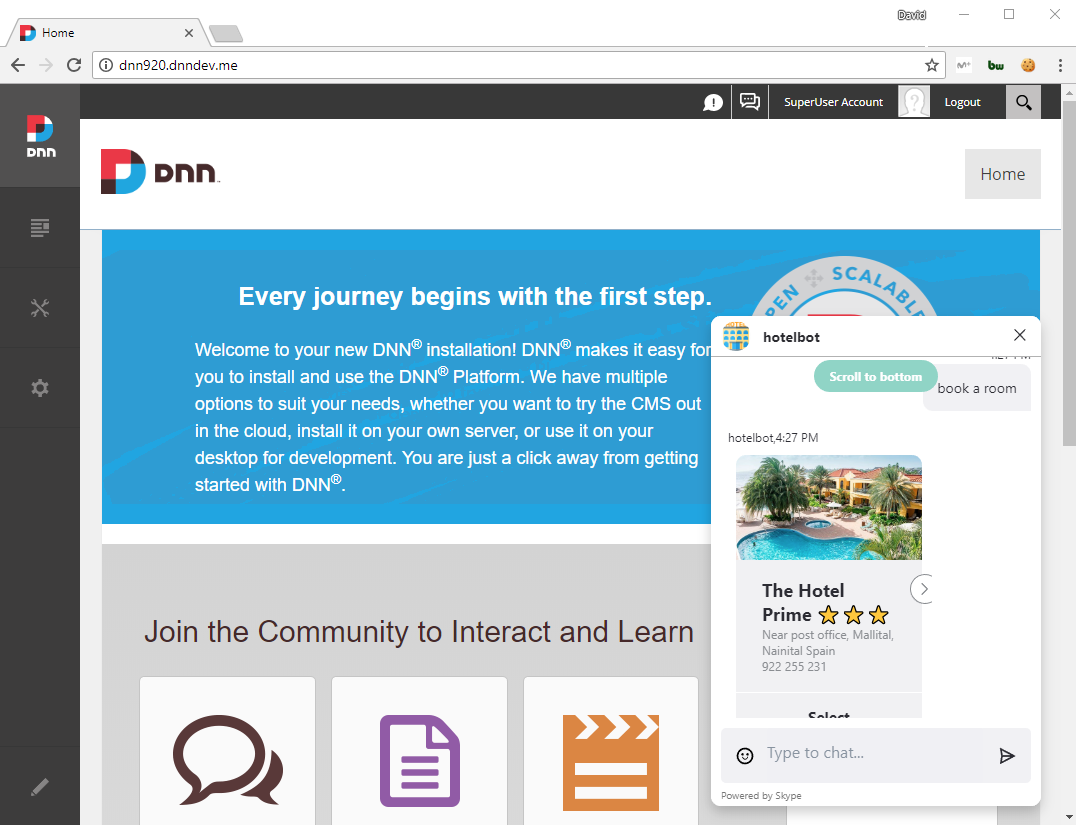 David
Home
dnn920.dnndev.me
M+
bw
SuperUser Account
Logout
DNN
DNN
Home
Every journey begins with the first step.
Welcome to your new DNN® installation! DNN® makes it easy for
you to install and use the DNN® Platform. We have multiple
options to suit your needs, whether you want to try the CMS out
in the cloud, install it on your own server, or use it on your
desktop for development. You are just a click away from getting
started with DNN®.
SCALABLE
Join the Community to Interact and Learn
hotelbot
Scroll to bottom
book a room
hotelbot,4:27 PM
The Hotel
Prime
Near post office, Mallital,
Nainital Spain
922 255 231
Select
Type to chat...
Powered by Skype